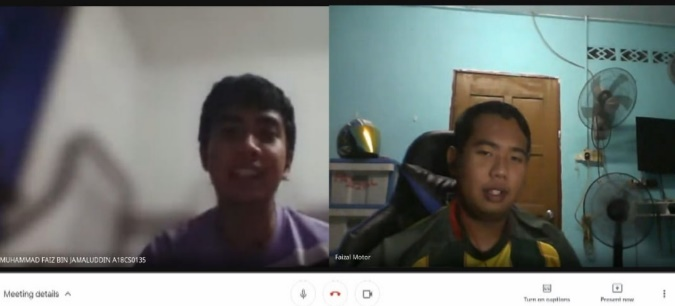 MUHAMMAD FAIZ BIN JAMALUDDIN A18CS0135
Faizal Motor
Meeting details
Turn on captions
Present now